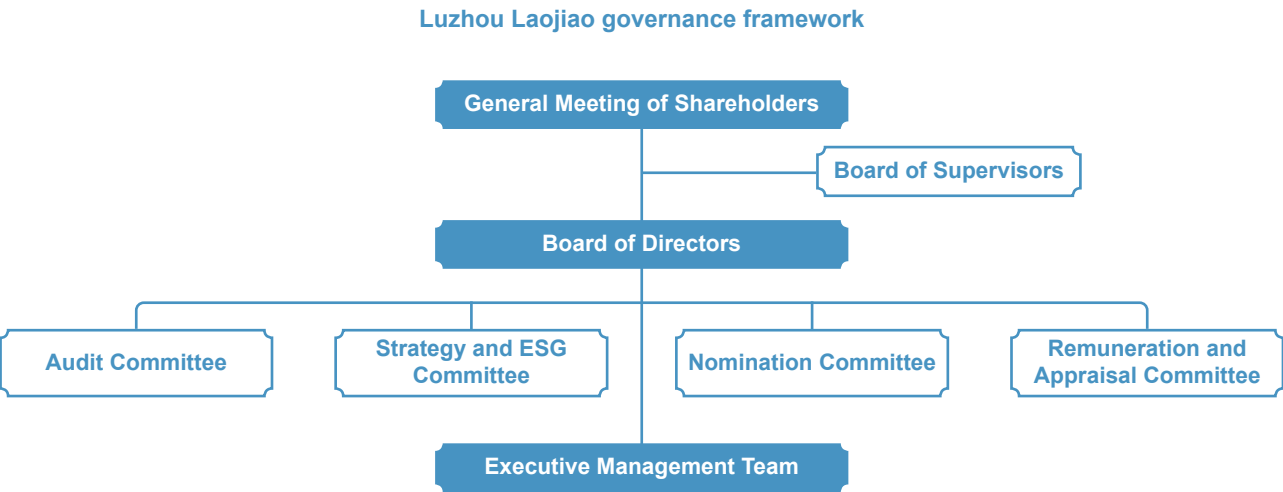 Luzhou Laojiao governance framework
General Meeting of Shareholders
Board of Supervisors
Board of Directors
Audit Committee
Strategy and ESG
Committee
Nomination Committee
Remuneration and
Appraisal Committee
Executive Management Team